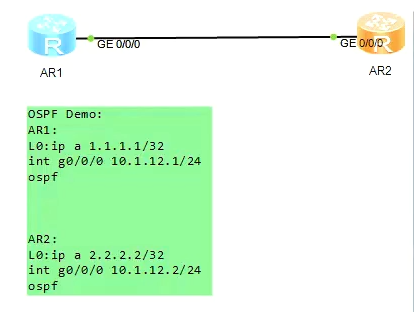 GE 0/0/0
GE 0/0/0
AR1
AR2
OSPF Demo:
AR1:
L0:ip a 1.1.1.1/32
int g0/0/0 10.1.12.1/24
ospf
AR2:
L0:ip a 2.2.2.2/32
int g0/0/0 10.1.12.2/24
ospf